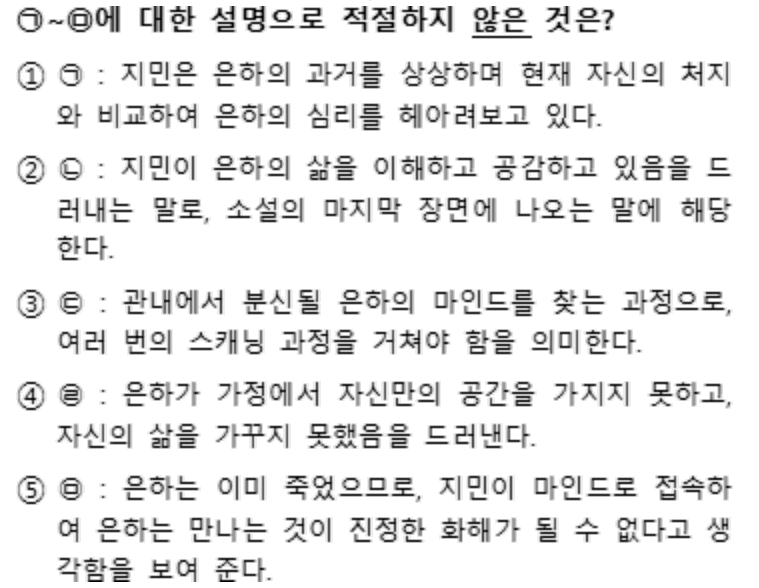 ㉠~㉤에 대한 설명으로 적절하지 않은 것은?
① ㉠ : 지민은 은하의 과거를 상상하며 현재 자신의 처지
와 비교하여 은하의 심리를 헤아려보고 있다.
② ㉡ : 지민이 은하의 삶을 이해하고 공감하고 있음을 드
러내는 말로, 소설의 마지막 장면에 나오는 말에 해당
한다.
③ ㉢ : 관내에서 분신될 은하의 마인드를 찾는 과정으로,
여러 번의 스캐닝 과정을 거쳐야 함을 의미한다.
④ ㉣ : 은하가 가정에서 자신만의 공간을 가지지 못하고,
자신의 삶을 가꾸지 못했음을 드러낸다.
⑤ ㉤ : 은하는 이미 죽었으므로, 지민이 마인드로 접속하
여 은하는 만나는 것이 진정한 화해가 될 수 없다고 생
각함을 보여 준다.